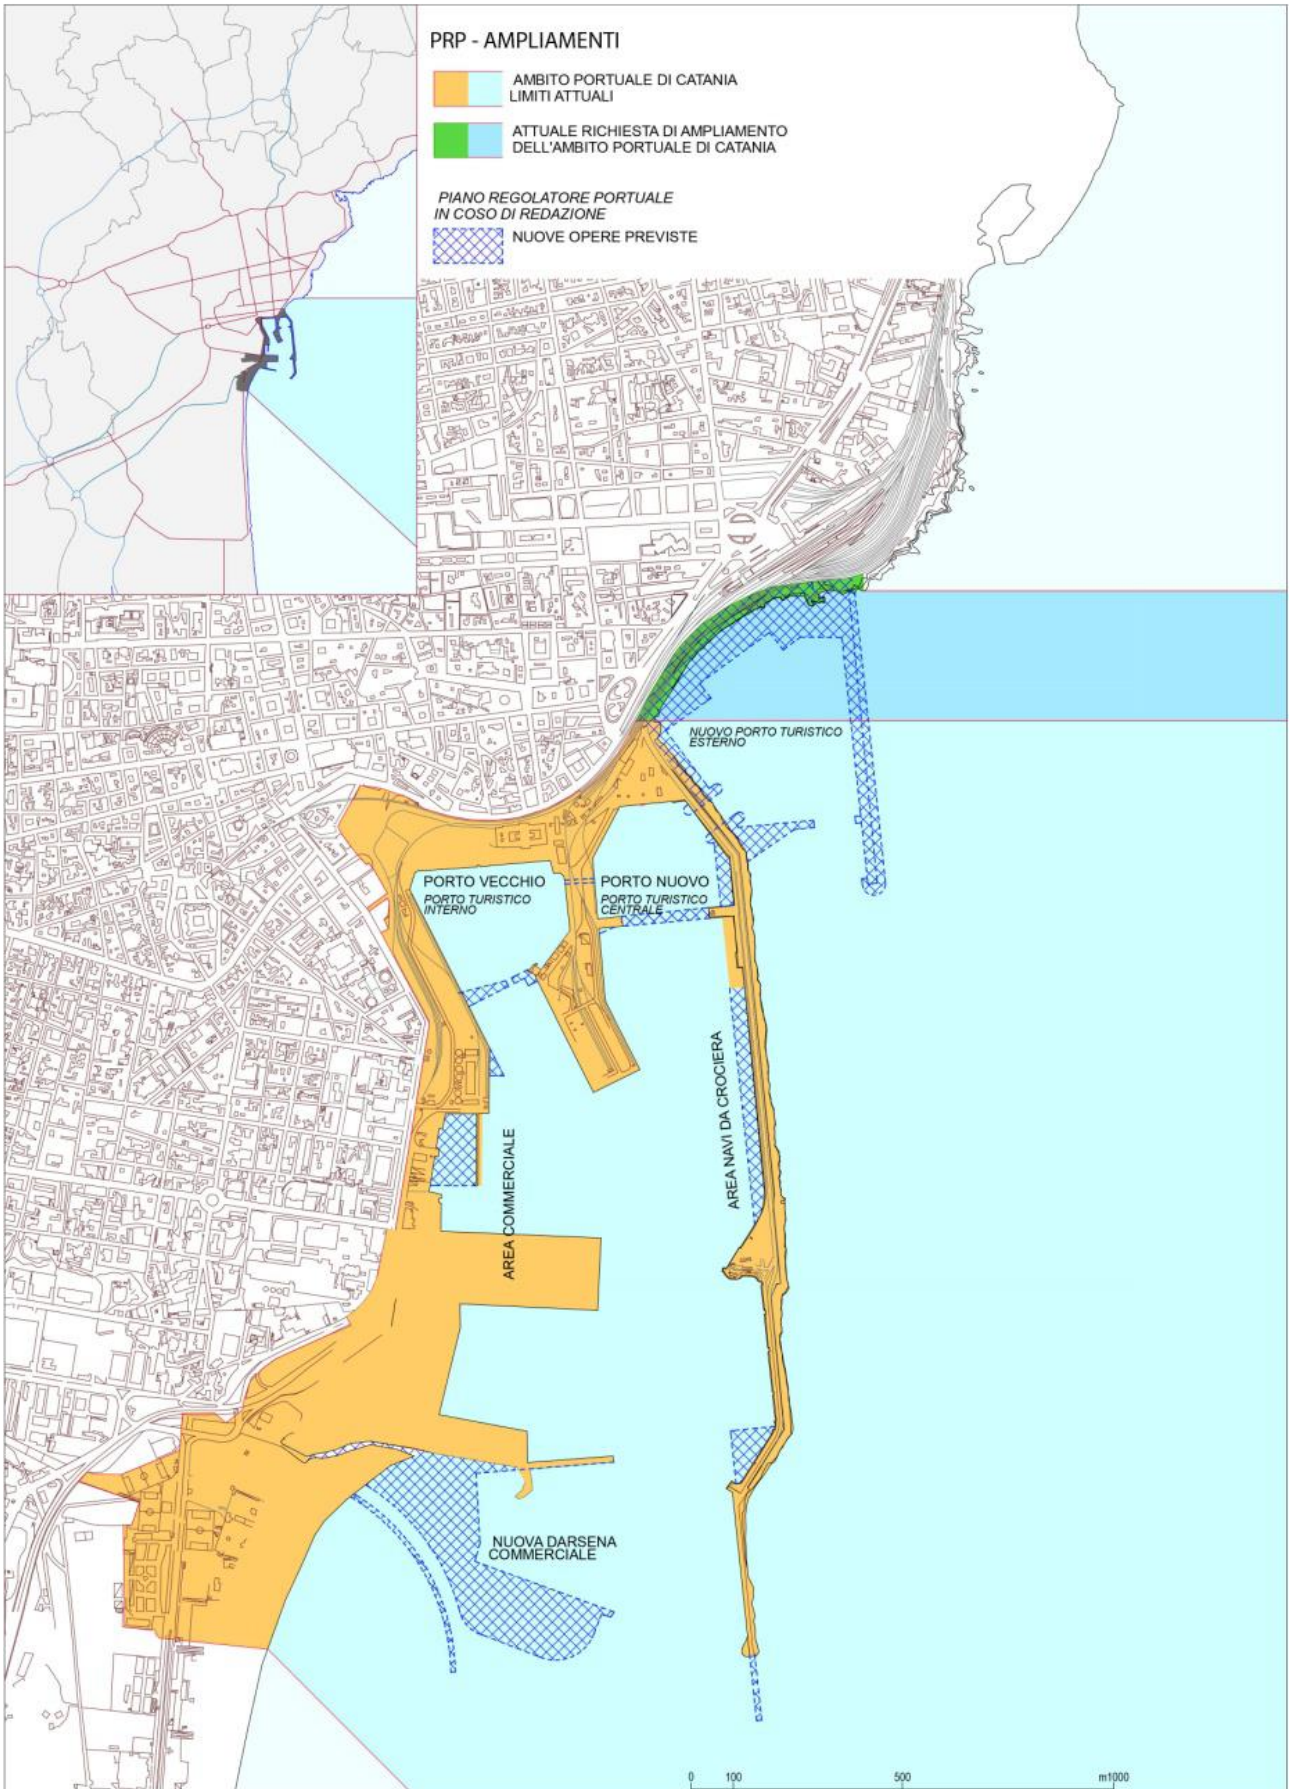 PRP - AMPLIAMENTI
AMBITO PORTUALE DI CATANIA
LIMITI ATTUALI
ATTUALE RICHIESTA DI AMPLIAMENTO
DELL'AMBITO PORTUALE DI CATANIA
PIANO REGOLATORE PORTUALE
IN COSO DI REDAZIONE
NUOVE OPERE PREVISTE
NUOVO PORTO TURISTICO
ESTERNO
PORTO VECCHIO
PORTO TURISTICO
INTERNO
PORTO NUOVO
PORTO TURISTICO
CENTRALE
AREA COMMERCIALE
AREA NAVI DA CROCIERA
NUOVA DARSENA
COMMERCIALE
0 100 500 m1000